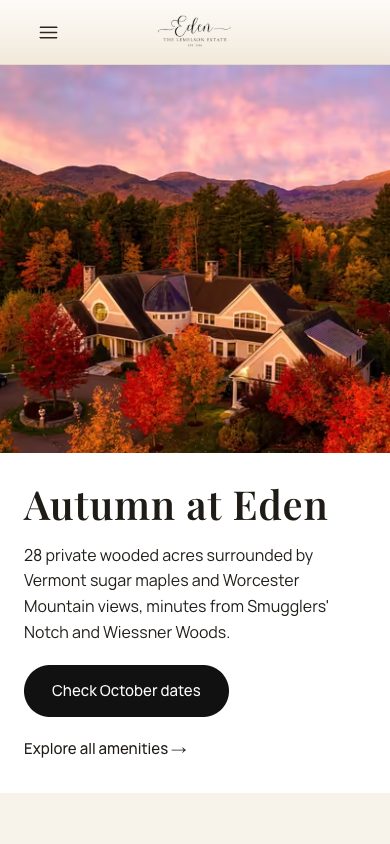 Eden
THE LEMELSON ESTATE
Autumn at Eden
28 private wooded acres surrounded by
Vermont sugar maples and Worcester
Mountain views, minutes from Smugglers'
Notch and Wiessner Woods.
Check October dates
Explore all amenities →